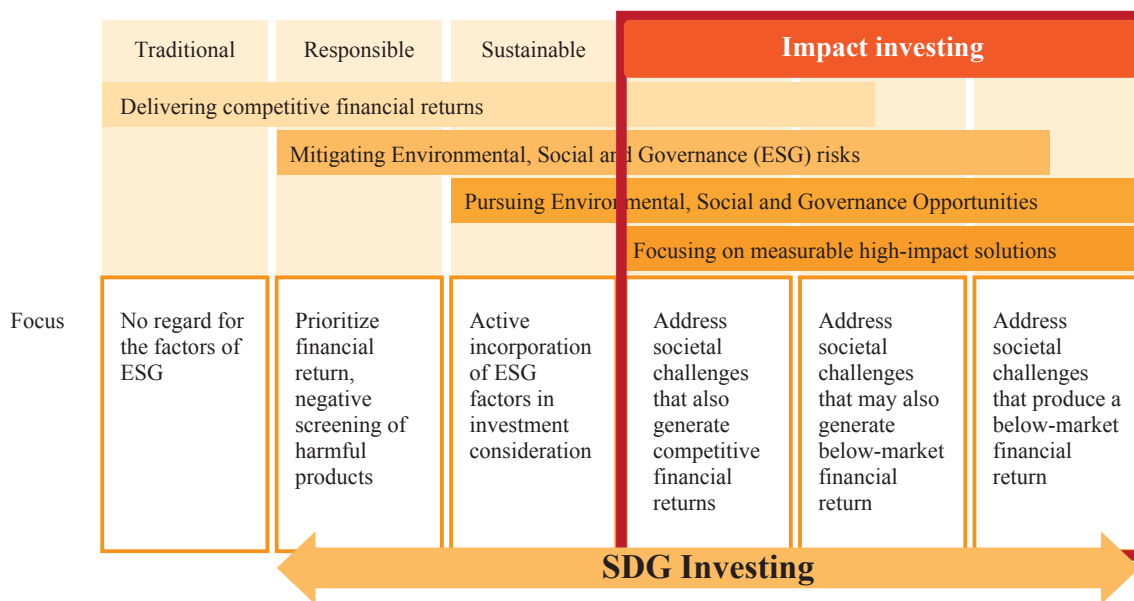 Traditional
Responsible
Sustainable
Impact investing
Delivering competitive financial returns
Mitigating Environmental, Social and Governance (ESG) risks
Pursuing Environmental, Social and Governance Opportunities
Focusing on measurable high-impact solutions
Focus
No regard for
the factors of
ESG
Prioritize
financial
return,
negative
screening of
harmful
products
Active
incorporation
of ESG
factors in
investment
consideration
Address
societal
challenges
that also
generate
competitive
financial
returns
Address
societal
challenges
that may also
generate
below-market
financial
return
Address
societal
challenges
that produce a
below-market
financial
return
SDG Investing